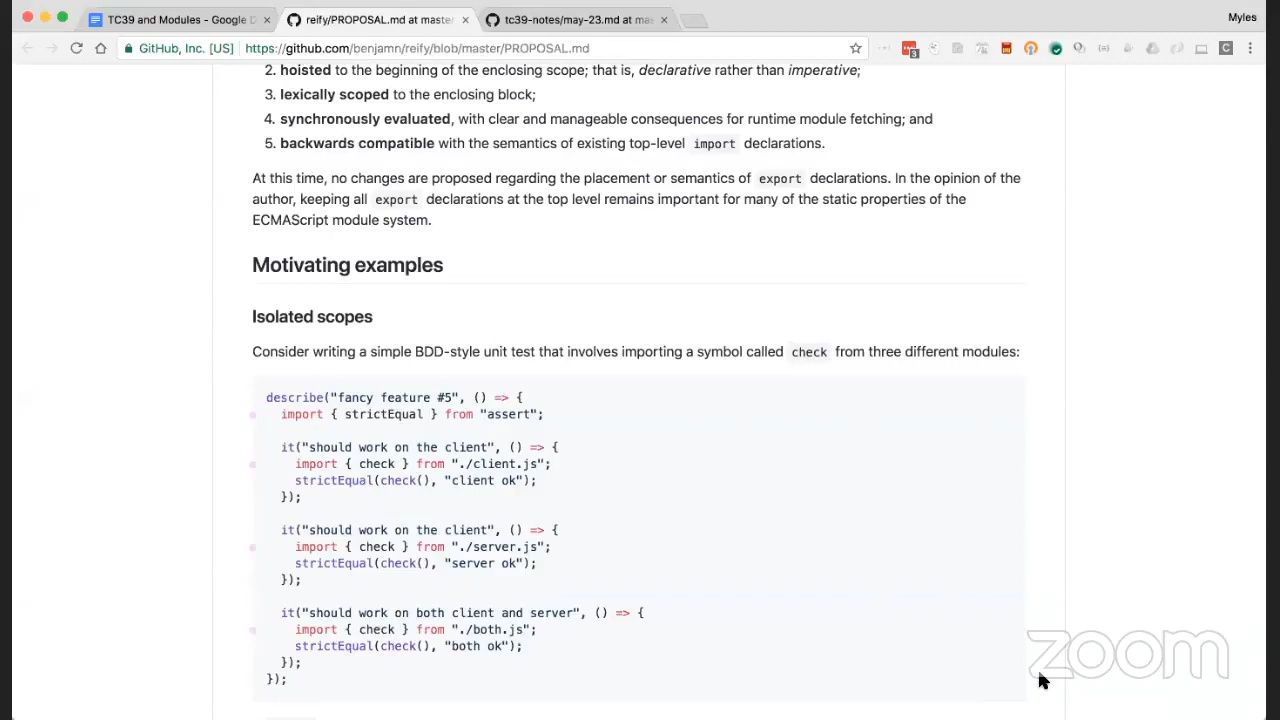 TC39 and Modules - Google D
reify/PROPOSAL.md at master
tc39-notes/may-23.md at mas
Myles
GitHub, Inc. [US]
https://github.com/benjamn/reify/blob/master/PROPOSAL.md
3
C
2. hoisted to the beginning of the enclosing scope; that is, declarative rather than imperative;
3. lexically scoped to the enclosing block;
4. synchronously evaluated, with clear and manageable consequences for runtime module fetching; and
5. backwards compatible with the semantics of existing top-level import declarations.
At this time, no changes are proposed regarding the placement or semantics of export declarations. In the opinion of the
author, keeping all export declarations at the top level remains important for many of the static properties of the
ECMAScript module system.
Motivating examples
Isolated scopes
Consider writing a simple BDD-style unit test that involves importing a symbol called check from three different modules:
describe("fancy feature #5", () => {
import { strictEqual } from "assert";
it("should work on the client", () => {
import { check } from "./client.js";
strictEqual(check(), "client ok");
});
it("should work on the client", () => {
import { check } from "./server.js";
strictEqual(check(), "server ok");
});
it("should work on both client and server", () => {
import { check } from "./both.js";
strictEqual(check(), "both ok");
});
});
zoom